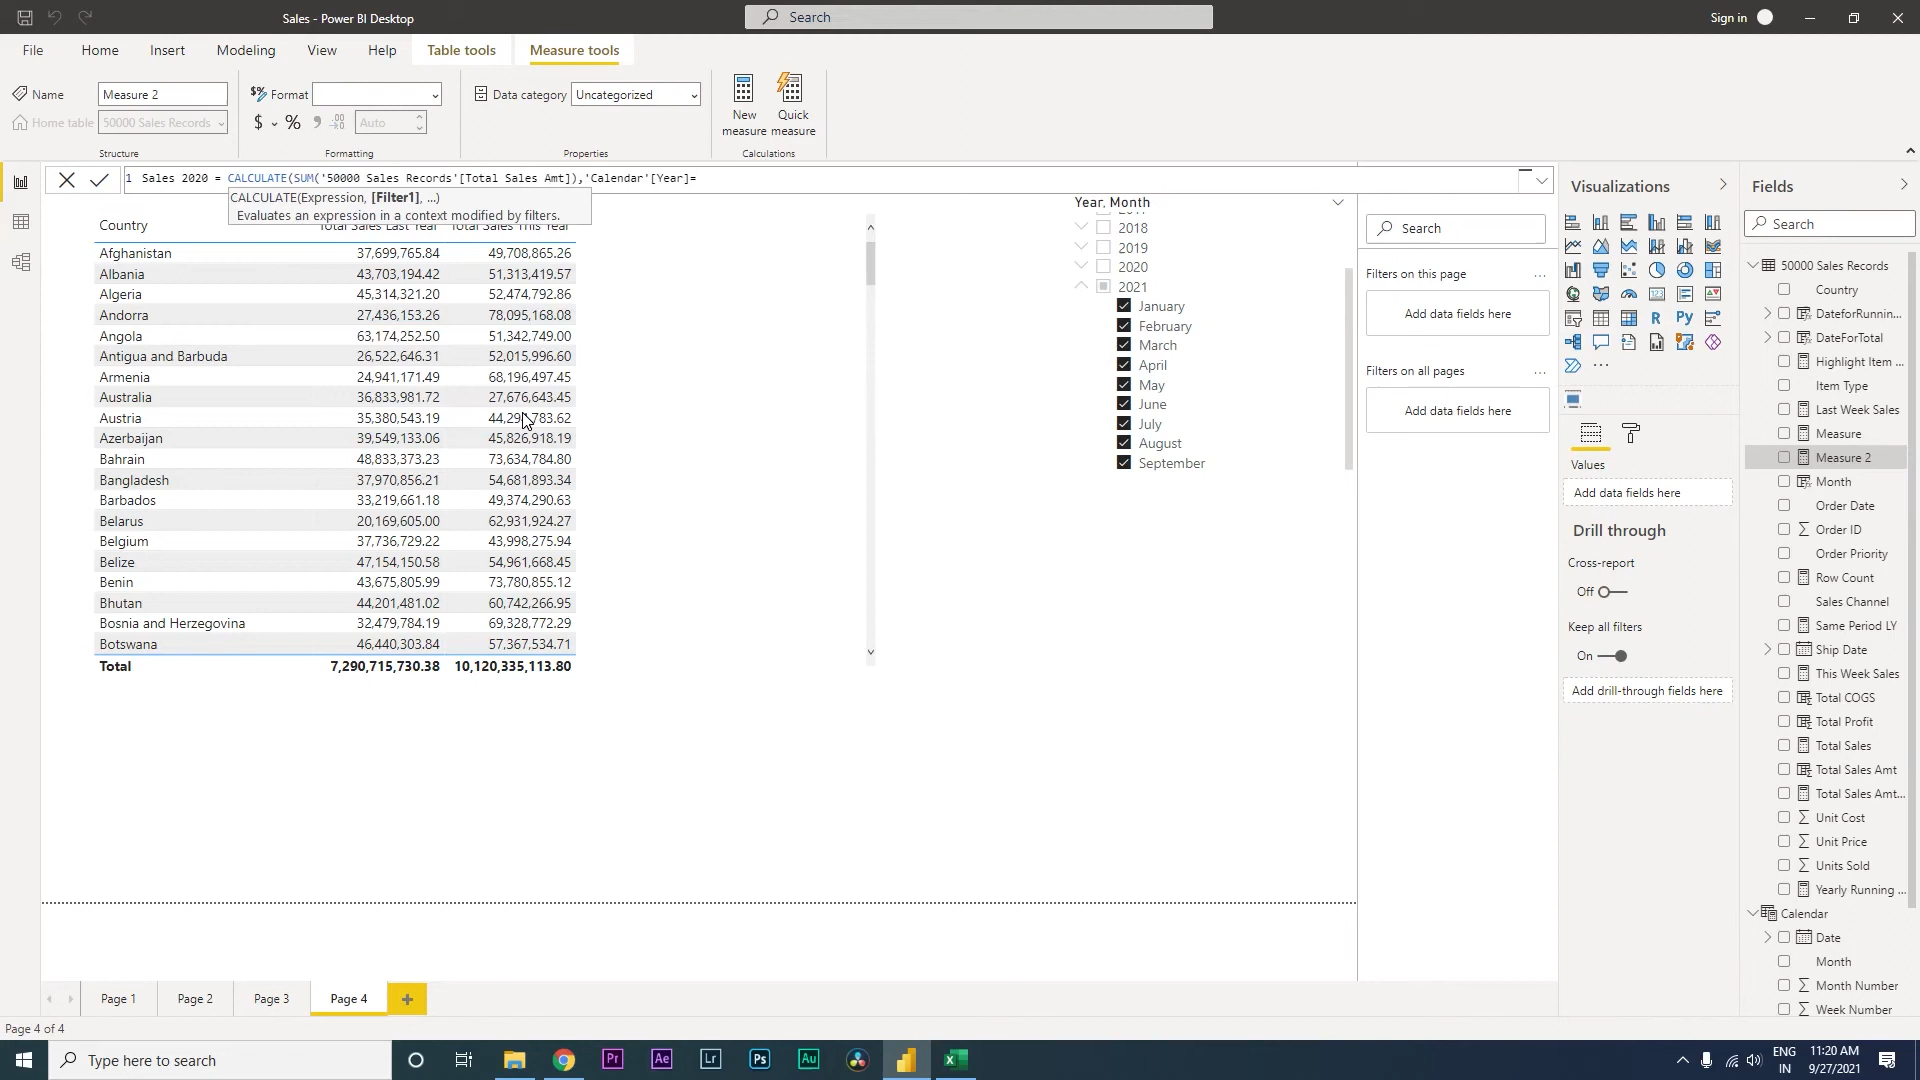 Sales - Power BI Desktop
Search
Sign in
File Home Insert Modeling View Help Table tools Measure tools
Name Measure 2
Home table 50000 Sales Records
Structure
$% Format
$ % Auto
Formatting
Data category Uncategorized
Properties
New measure
Quick measure
Calculations
1 Sales 2020 = CALCULATE(SUM('50000 Sales Records'[Total Sales Amt]),'Calendar'[Year]=
CALCULATE(Expression, [Filter1], ...)
Evaluates an expression in a context modified by filters.
Country Total Sales Last Year Total Sales This Year
Afghanistan 37,699,765.84 49,708,865.26
Albania 43,703,194.42 51,313,419.57
Algeria 45,314,321.20 52,474,792.86
Andorra 27,436,153.26 78,095,168.08
Angola 63,174,252.50 51,342,749.00
Antigua and Barbuda 26,522,646.31 52,015,996.60
Armenia 24,941,171.49 68,196,497.45
Australia 36,833,981.72 27,676,643.45
Austria 35,380,543.19
Azerbaijan 39,549,133.06 45,826,918.19
Bahrain 48,833,373.23 73,634,784.80
Bangladesh 37,970,856.21 54,681,893.34
Barbados 33,219,661.18 49,374,290.63
Belarus 20,169,605.00 62,931,924.27
Belgium 37,736,729.22 43,998,275.94
Belize 47,154,150.58 54,961,668.45
Benin 43,675,805.99 73,780,855.12
Bhutan 44,201,481.02 60,742,266.95
Bosnia and Herzegovina 32,479,784.19 69,328,772.29
Botswana 46,440,303.84 57,367,534.71
Total 7,290,715,730.38 10,120,335,113.80
Year, Month
2018
2019
2020
2021
January
February
March
April
May
June
July
August
September
Search
Filters on this page ...
Add data fields here
Filters on all pages ...
Add data fields here
Visualizations
R Py
...
Values
Add data fields here
Drill through
Cross-report
Off
Keep all filters
On
Add drill-through fields here
Fields
Search
50000 Sales Records
Country
DateforRunnin...
DateForTotal
Highlight Item ...
Item Type
Last Week Sales
Measure
Measure 2
Month
Order Date
Order ID
Order Priority
Row Count
Sales Channel
Same Period LY
Ship Date
This Week Sales
Total COGS
Total Profit
Total Sales
Total Sales Amt
Total Sales Amt...
Unit Cost
Unit Price
Units Sold
Yearly Running ...
Calendar
Date
Month
Month Number
Week Number
Page 1 Page 2 Page 3 Page 4 +
Page 4 of 4
Type here to search
Pr Ae Lr Ps Au
ENG IN
11:20 AM
9/27/2021